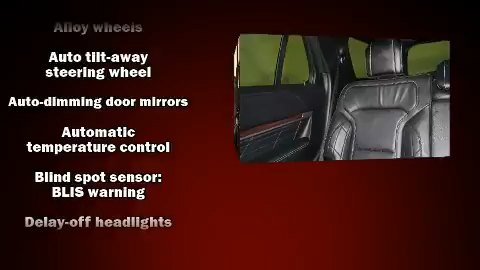 Alloy wheels
Auto tilt-away
steering wheel
Auto-dimming door mirrors
Automatic
temperature control
Blind spot sensor:
BLIS warning
Delay-off headlights